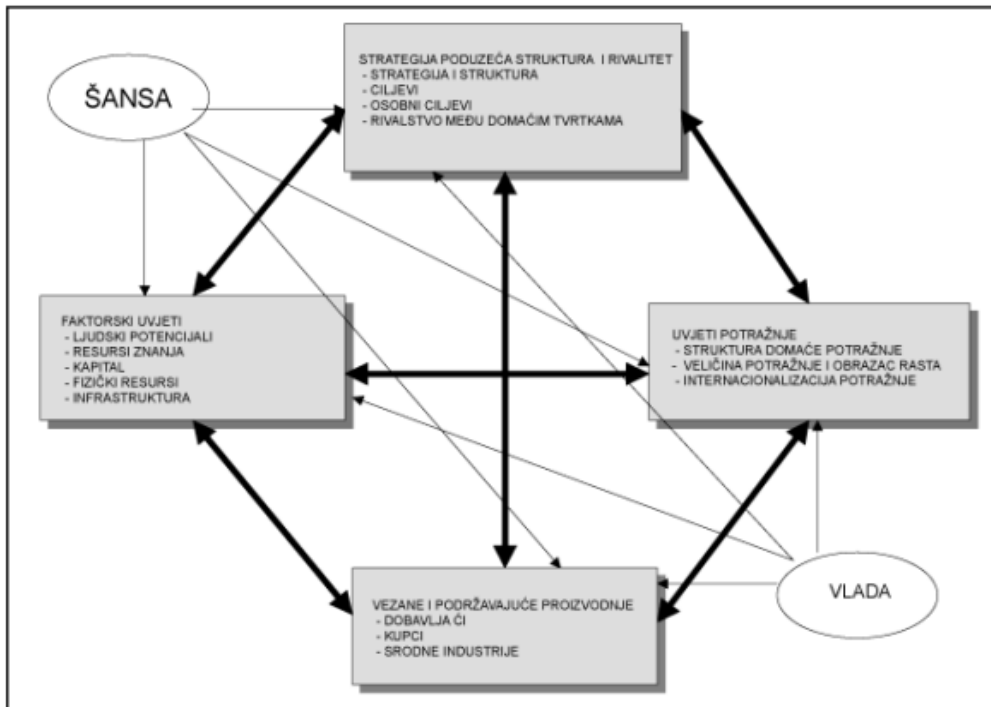 STRATEGIJA PODUZEĆA STRUKTURA I RIVALITET
- STRATEGIJA I STRUKTURA
- CILJEVI
- OSOBNI CILJEVI
- RIVALSTVO MEĐU DOMAĆIM TVRTKAMA
ŠANSA
FAKTORSKI UVJETI
- LJUDSKI POTENCIJALI
- RESURSI ZNANJA
- KAPITAL
- FIZIČKI RESURSI
- INFRASTRUKTURA
UVJETI POTRAŽNJE
- STRUKTURA DOMAĆE POTRAŽNJE
- VELIČINA POTRAŽNJE I OBRAZAC RASTA
- INTERNACIONALIZACIJA POTRAŽNJE
VEZANE I PODRŽAVAJUĆE PROIZVODNJE
- DOBAVLJA ĆI
- KUPCI
- SRODNE INDUSTRIJE
VLADA